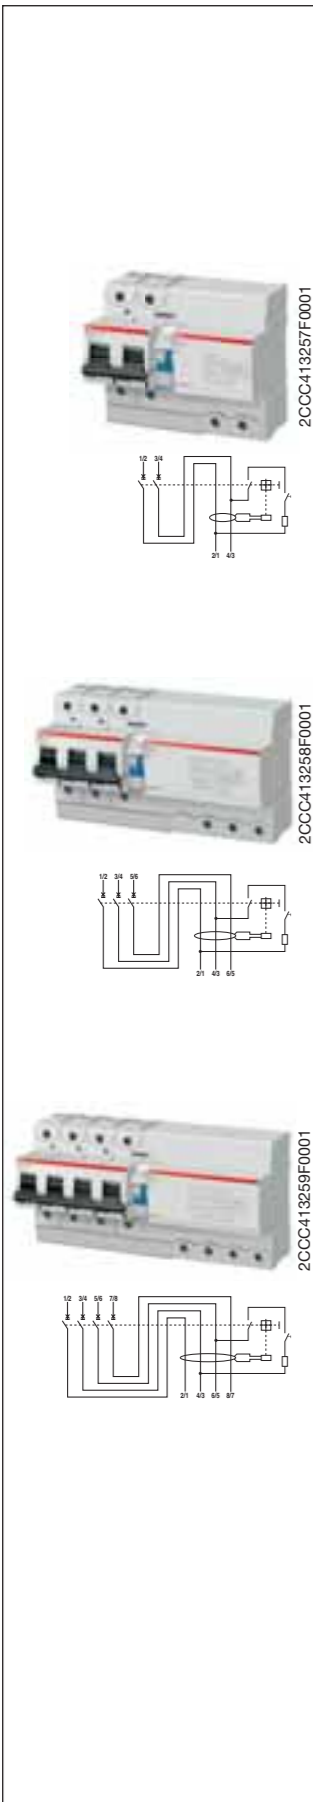 2CCC413257F0001
1/2 3/4
2/1 4/3
2CCC413258F0001
1/2 3/4 5/6
2/1 4/3 6/5
2CCC413259F0001
1/2 3/4 5/6 7/8
2/1 4/3 6/5 8/7